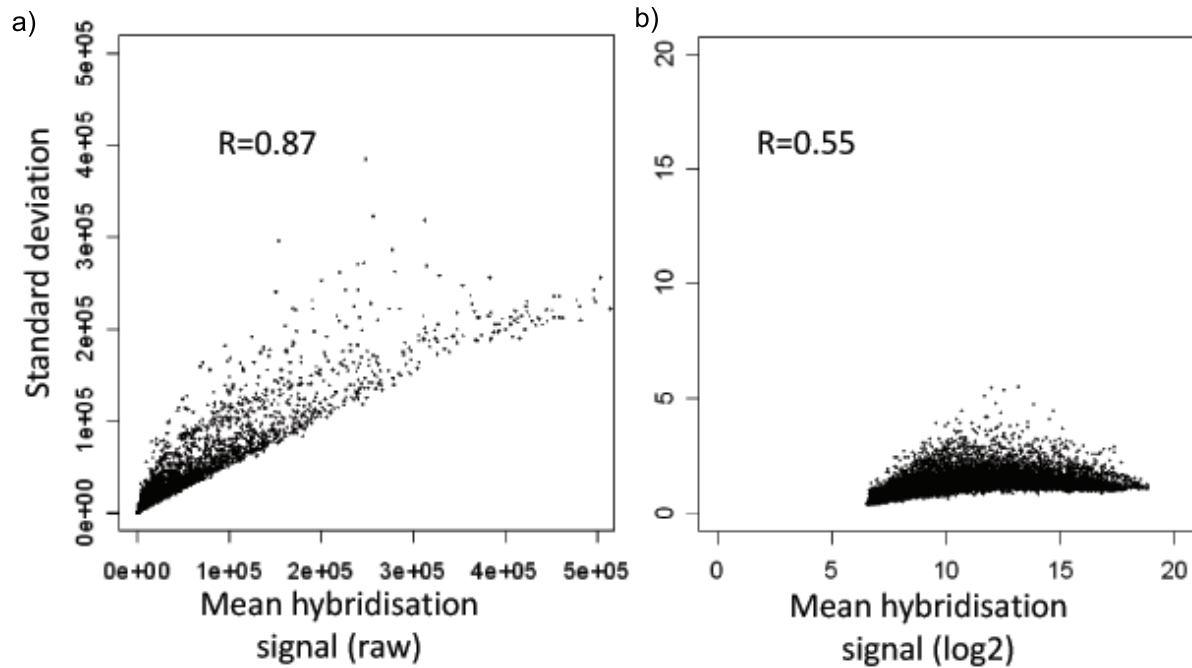 a)
Standard deviation
5e+05
4e+05
3e+05
2e+05
1e+05
0e+00
R=0.87
0e+00 1e+05 2e+05 3e+05 4e+05 5e+05
Mean hybridisation
signal (raw)
b)
20
15
10
5
0
R=0.55
0 5 10 15 20
Mean hybridisation
signal (log2)